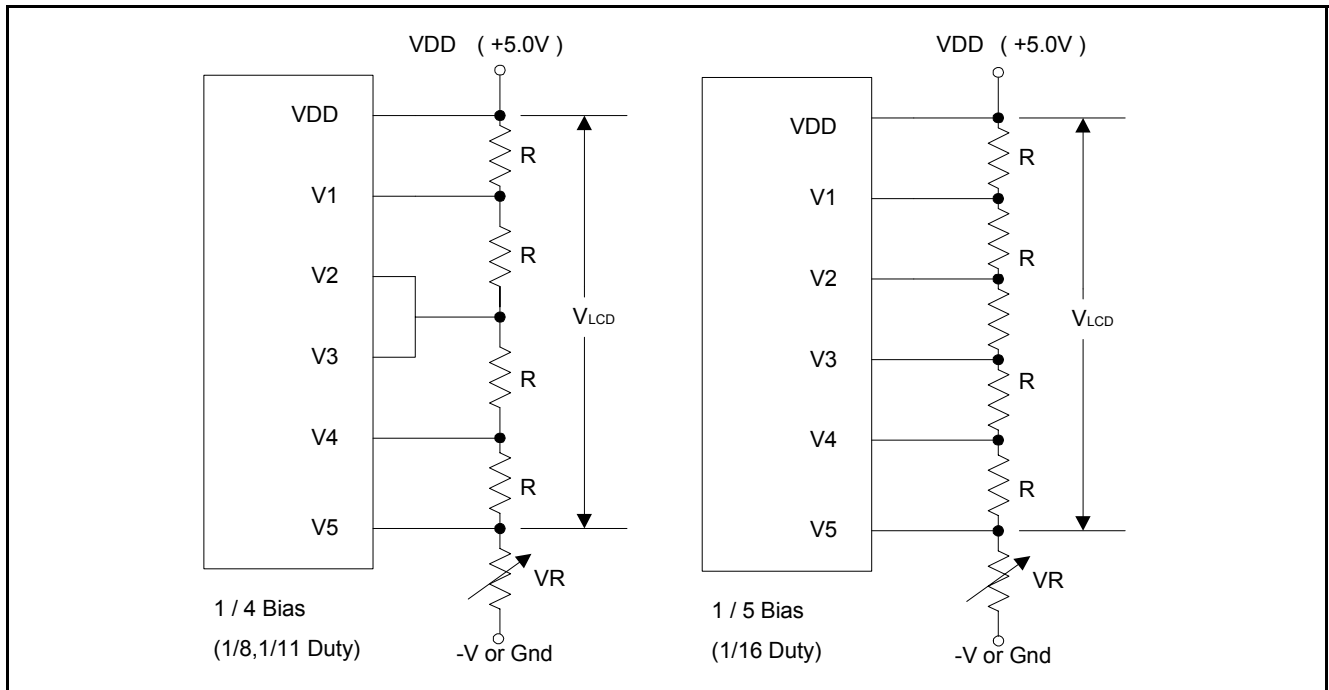 VDD ( +5.0V )
VDD
R
V1
R
V2
VLCD
V3
R
V4
R
V5
VR
1 / 4 Bias
(1/8,1/11 Duty)
-V or Gnd
VDD ( +5.0V )
VDD
R
V1
R
V2
VLCD
V3
R
V4
R
V5
VR
1 / 5 Bias
(1/16 Duty)
-V or Gnd